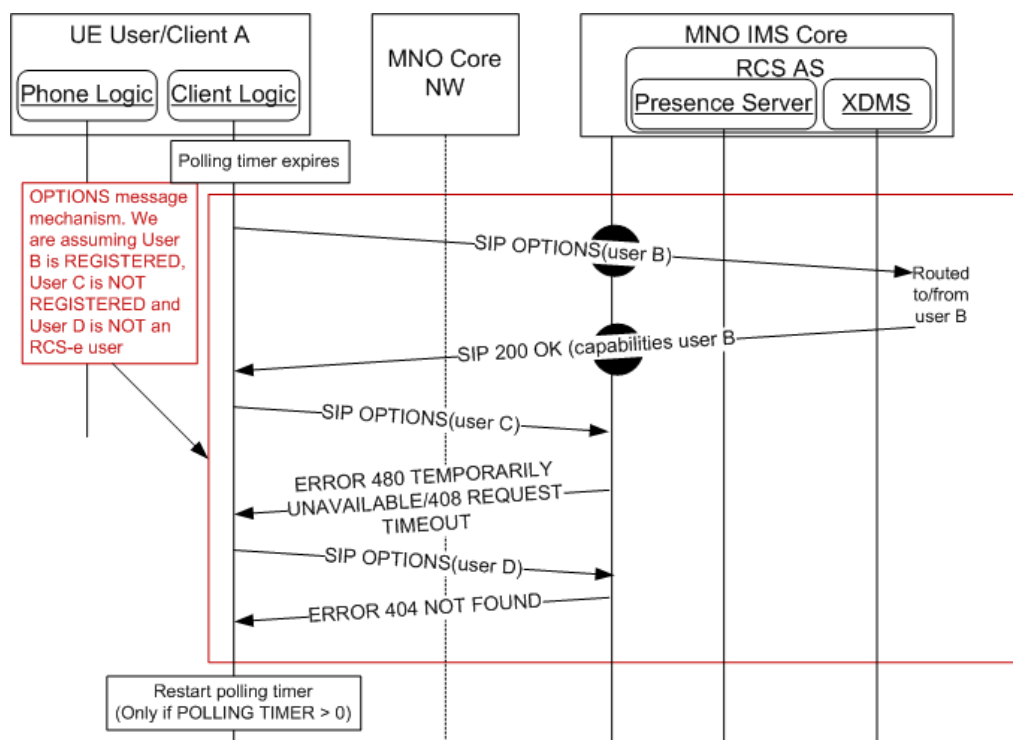 UE User/Client A
Phone Logic
Client Logic
MNO Core
NW
MNO IMS Core
RCS AS
Presence Server
XDMS
Polling timer expires
OPTIONS message
mechanism. We
are assuming User
B is REGISTERED,
User C is NOT
REGISTERED and
User D is NOT an
RCS-e user
SIP OPTIONS(user B)
Routed
to/from
user B
SIP 200 OK (capabilities user B
SIP OPTIONS(user C)
ERROR 480 TEMPORARILY
UNAVAILABLE/408 REQUEST
TIMEOUT
SIP OPTIONS(user D)
ERROR 404 NOT FOUND
Restart polling timer
(Only if POLLING TIMER > 0)